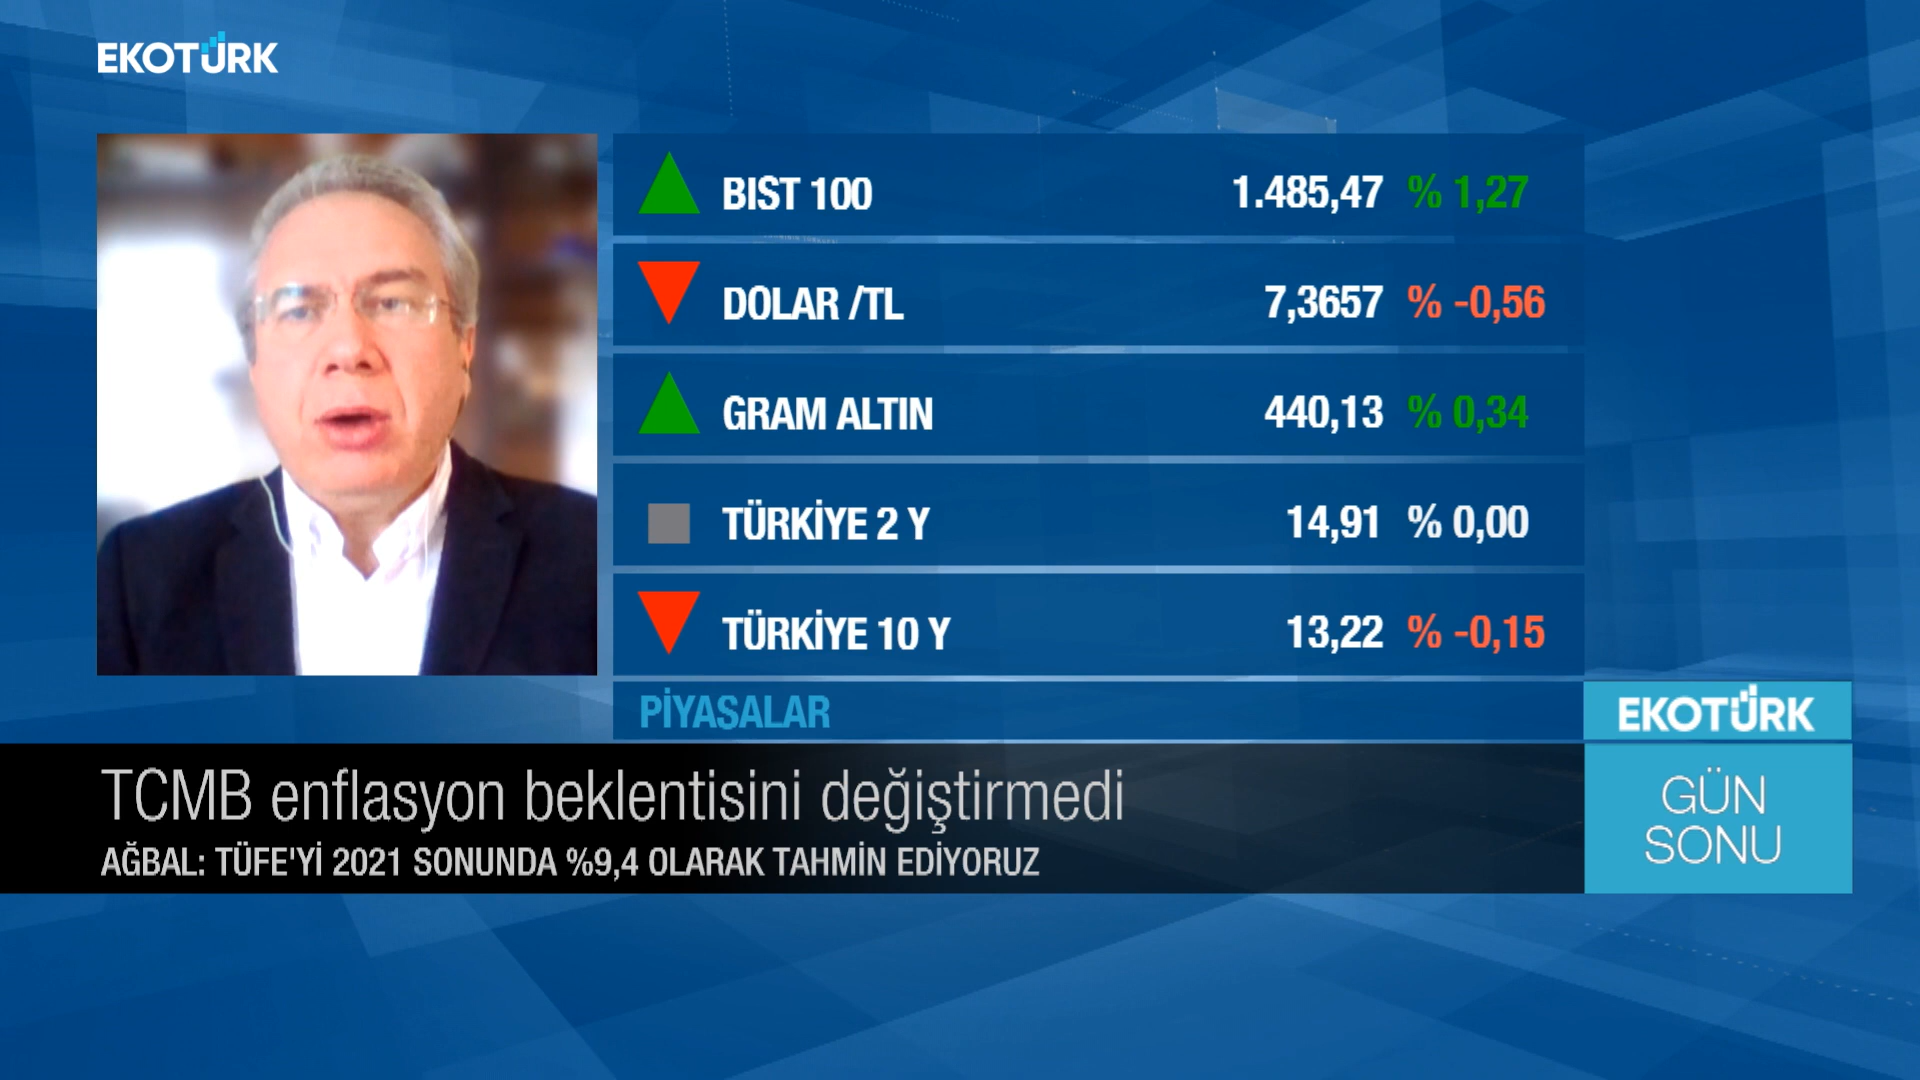 EKOTÜRK
BIST 100 1.485,47 % 1,27
DOLAR /TL 7,3657 % -0,56
GRAM ALTIN 440,13 % 0,34
TÜRKİYE 2 Y 14,91 % 0,00
TÜRKİYE 10 Y 13,22 % -0,15
PİYASALAR
EKOTÜRK
TCMB enflasyon beklentisini değiştirmedi
AĞBAL: TÜFE'Yİ 2021 SONUNDA %9,4 OLARAK TAHMİN EDİYORUZ
GÜN
SONU